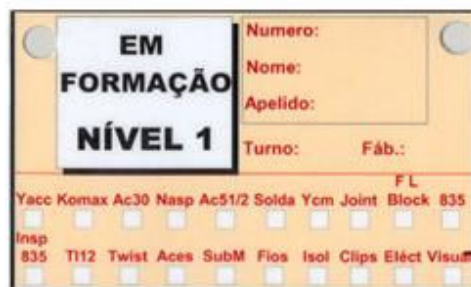 EM
FORMAÇÃO
NÍVEL 1
Numero:
Nome:
Apelido:
Turno: Fáb.:
Yacc Komax Ac30 Nasp Ac51/2 Solda Ycm Joint F L Block 835
Insp 835 TI12 Twist Aces SubM Fios Isol Clips Eléct Visual